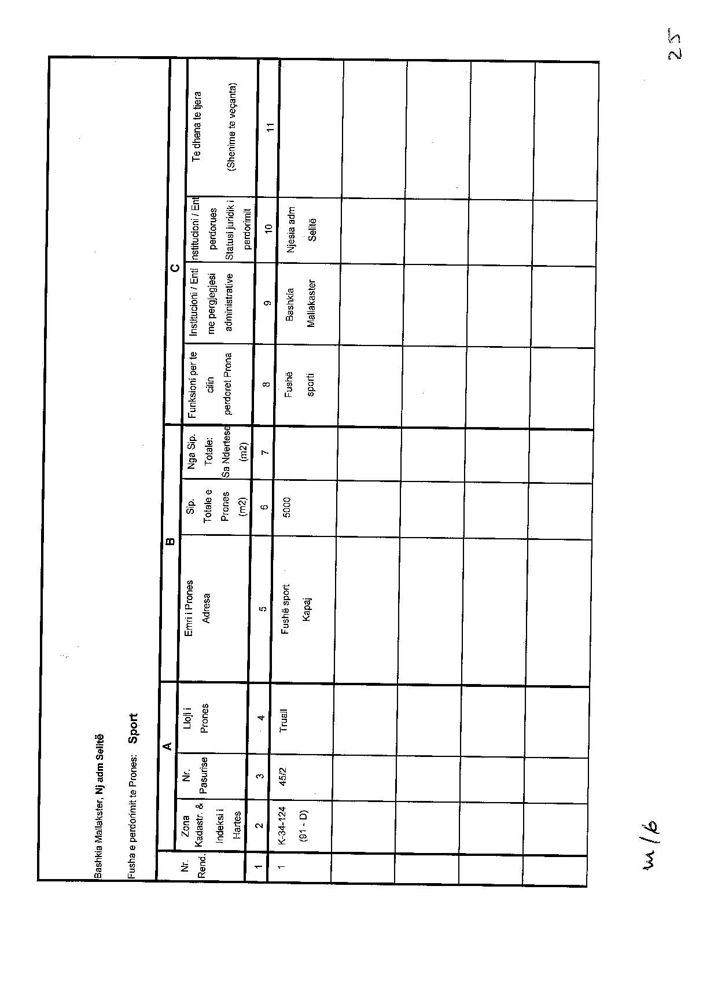 Bashkia Mallakster, Nj adm Selitë
Fusha e perdorimit te Prones: Sport
A B C
Nr.
Rend.
Zona
Kadastr. &
Indeksi i
Hartes
Nr.
Pasurise
Lloji i
Prones
Emri i Prones
Adresa
Sip.
Totale e
Prones
(m2)
Nga Sip.
Totale:
Sa Ndertese
(m2)
Funksioni per te
cilin
perdoret Prona
Institucioni / Enti
me pergjegjesi
administrative
nstitucioni / Ent
perdorues
Statusi juridik i
perdorimit
Te dhena te tjera
(Shenime te veçanta)
1 2 3 4 5 6 7 8 9 10 11
1
K-34-124
(91 - D)
45/2
Truall
Fushë sport
Kapaj
5000
Fushë
sporti
Bashkia
Mallakaster
Njesia adm
Selitë
25